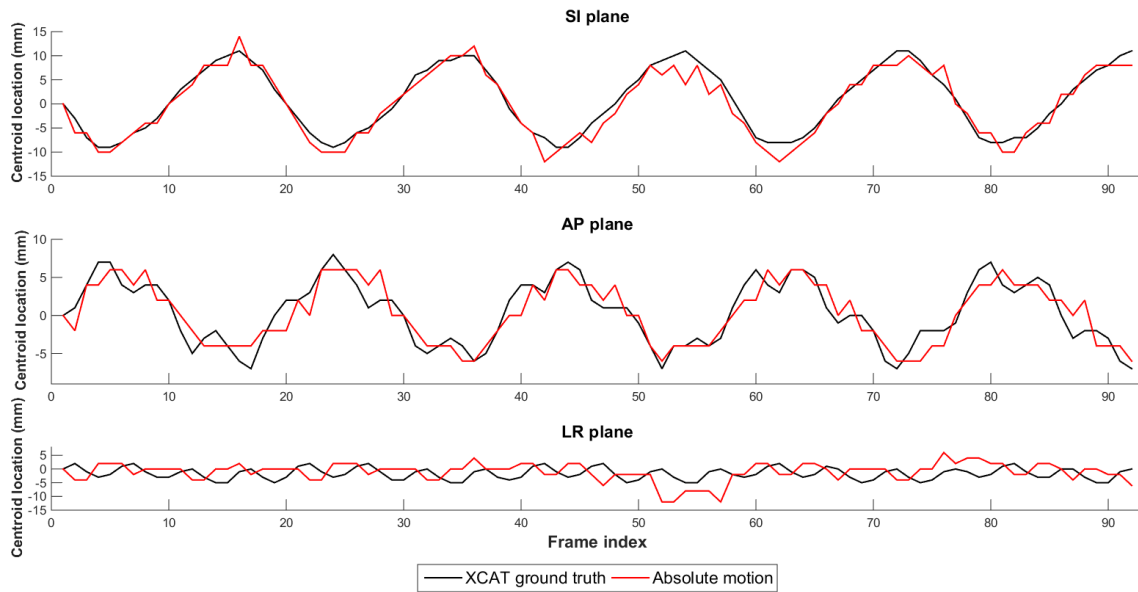 SI plane
Centroid location (mm)
15
10
5
0
-5
-10
-15
0 10 20 30 40 50 60 70 80 90
AP plane
Centroid location (mm)
10
5
0
-5
0 10 20 30 40 50 60 70 80 90
LR plane
Centroid location (mm)
5
0
-5
-10
-15
0 10 20 30 40 50 60 70 80 90
Frame index
XCAT ground truth Absolute motion